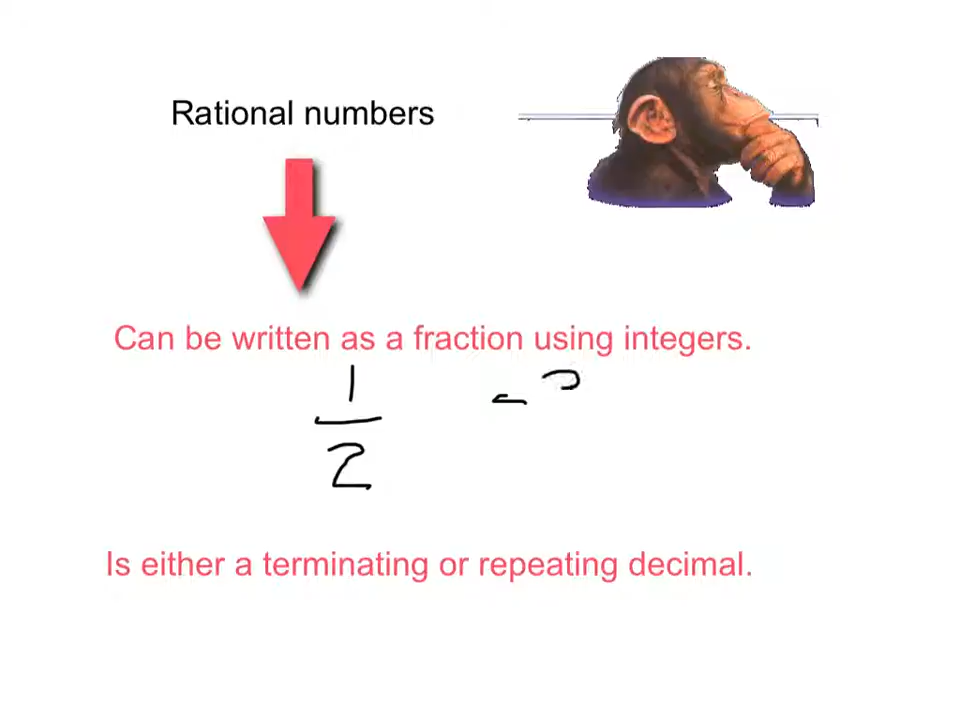 Rational numbers
Can be written as a fraction using integers.
1
2
-
Is either a terminating or repeating decimal.